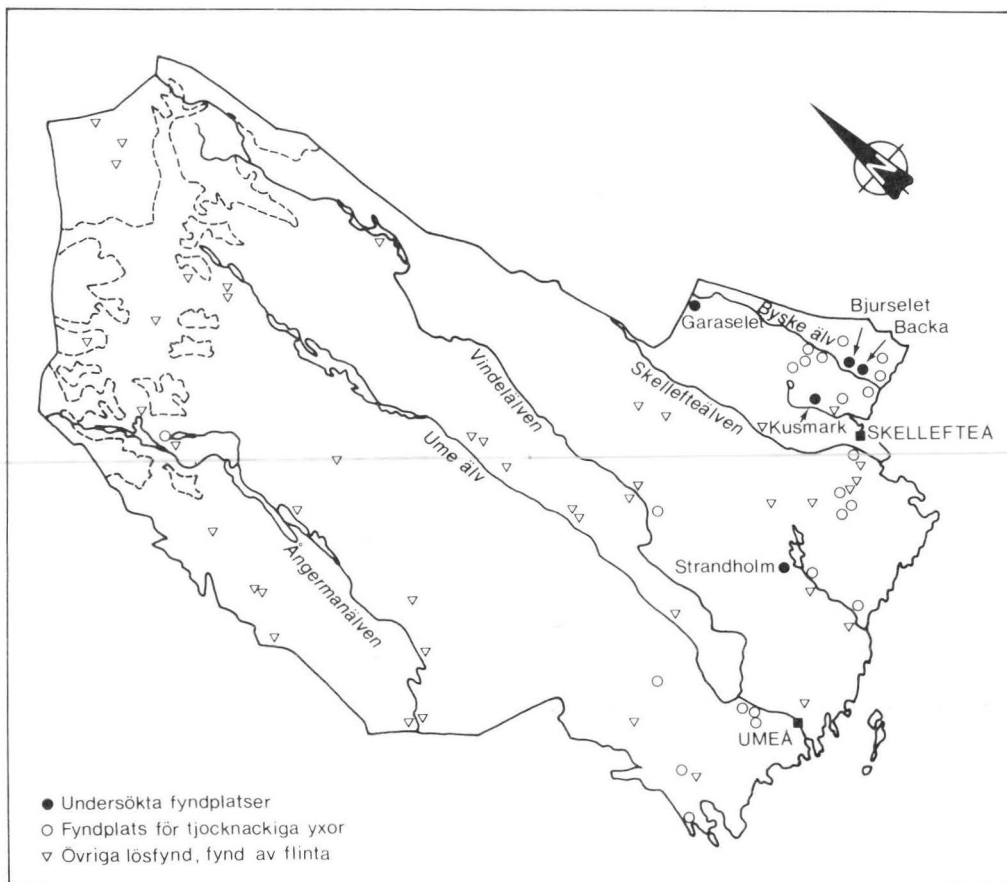 N
Bjurselet
Backa
Byske älv
Garaselet
Skellefteälven
Vindelälven
Ume älv
Kusmark
SKELLEFTEÅ
Ångermanälven
Strandholm
UMEÅ
Undersökta fyndplatser
Fyndplats för tjocknackiga yxor
Övriga lösfynd, fynd av flinta